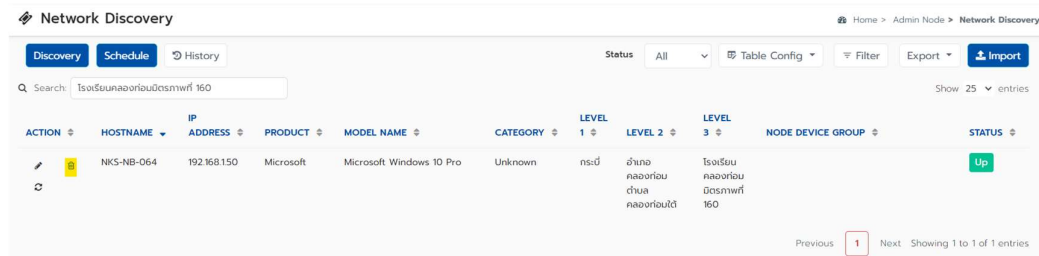 Network Discovery
Home > Admin Node > Network Discovery
Discovery Schedule History Status All Table Config Filter Export Import
Search: โรงเรียนคลองท่อมมิตรภาพที่ 160 Show 25 entries
ACTION HOSTNAME IP ADDRESS PRODUCT MODEL NAME CATEGORY LEVEL 1 LEVEL 2 LEVEL 3 NODE DEVICE GROUP STATUS
NKS-NB-064 192.168.1.50 Microsoft Microsoft Windows 10 Pro Unknown กระบี่ อำเภอ โรงเรียน Up
คลองท่อม คลองท่อม
ตำบล มิตรภาพที่
คลองท่อมใต้ 160
Previous 1 Next Showing 1 to 1 of 1 entries